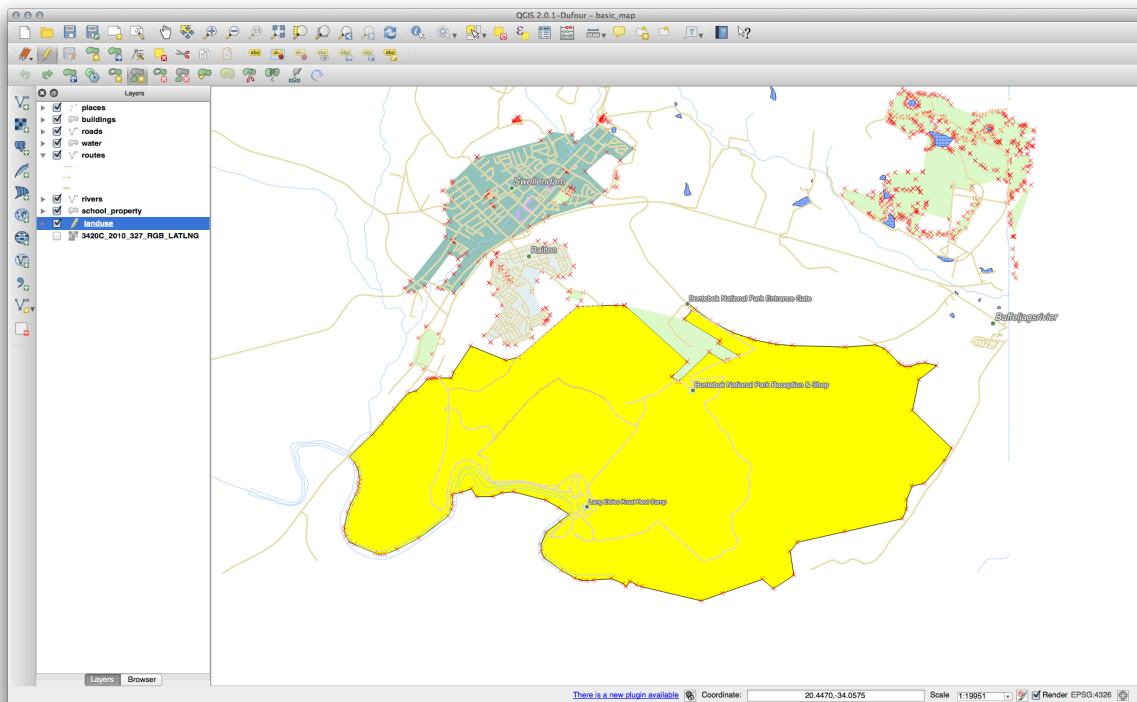 QGIS 2.0.1-Dufour - basic_map
Layers
places
buildings
roads
water
routes
rivers
school_property
landuse
3420C_2010_327_RGB_LATLNG
Swellendam
Railton
Bontebok National Park Entrance Gate
Buffeljagsrivier
Bontebok National Park Reception & Shop
Lang Elsies Kraal Rest Camp
Layers
Browser
There is a new plugin available
Coordinate:
20.4470,-34.0575
Scale
1:19951
Render
EPSG:4326